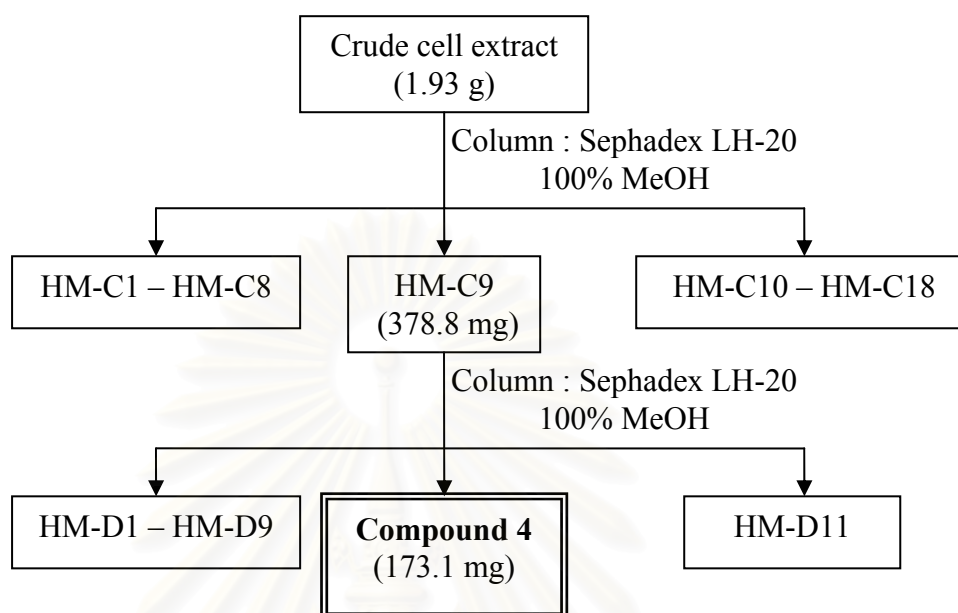 Crude cell extract
(1.93 g)
Column : Sephadex LH-20
100% MeOH
HM-C1 – HM-C8
HM-C9
(378.8 mg)
HM-C10 – HM-C18
Column : Sephadex LH-20
100% MeOH
HM-D1 – HM-D9
Compound 4
(173.1 mg)
HM-D11